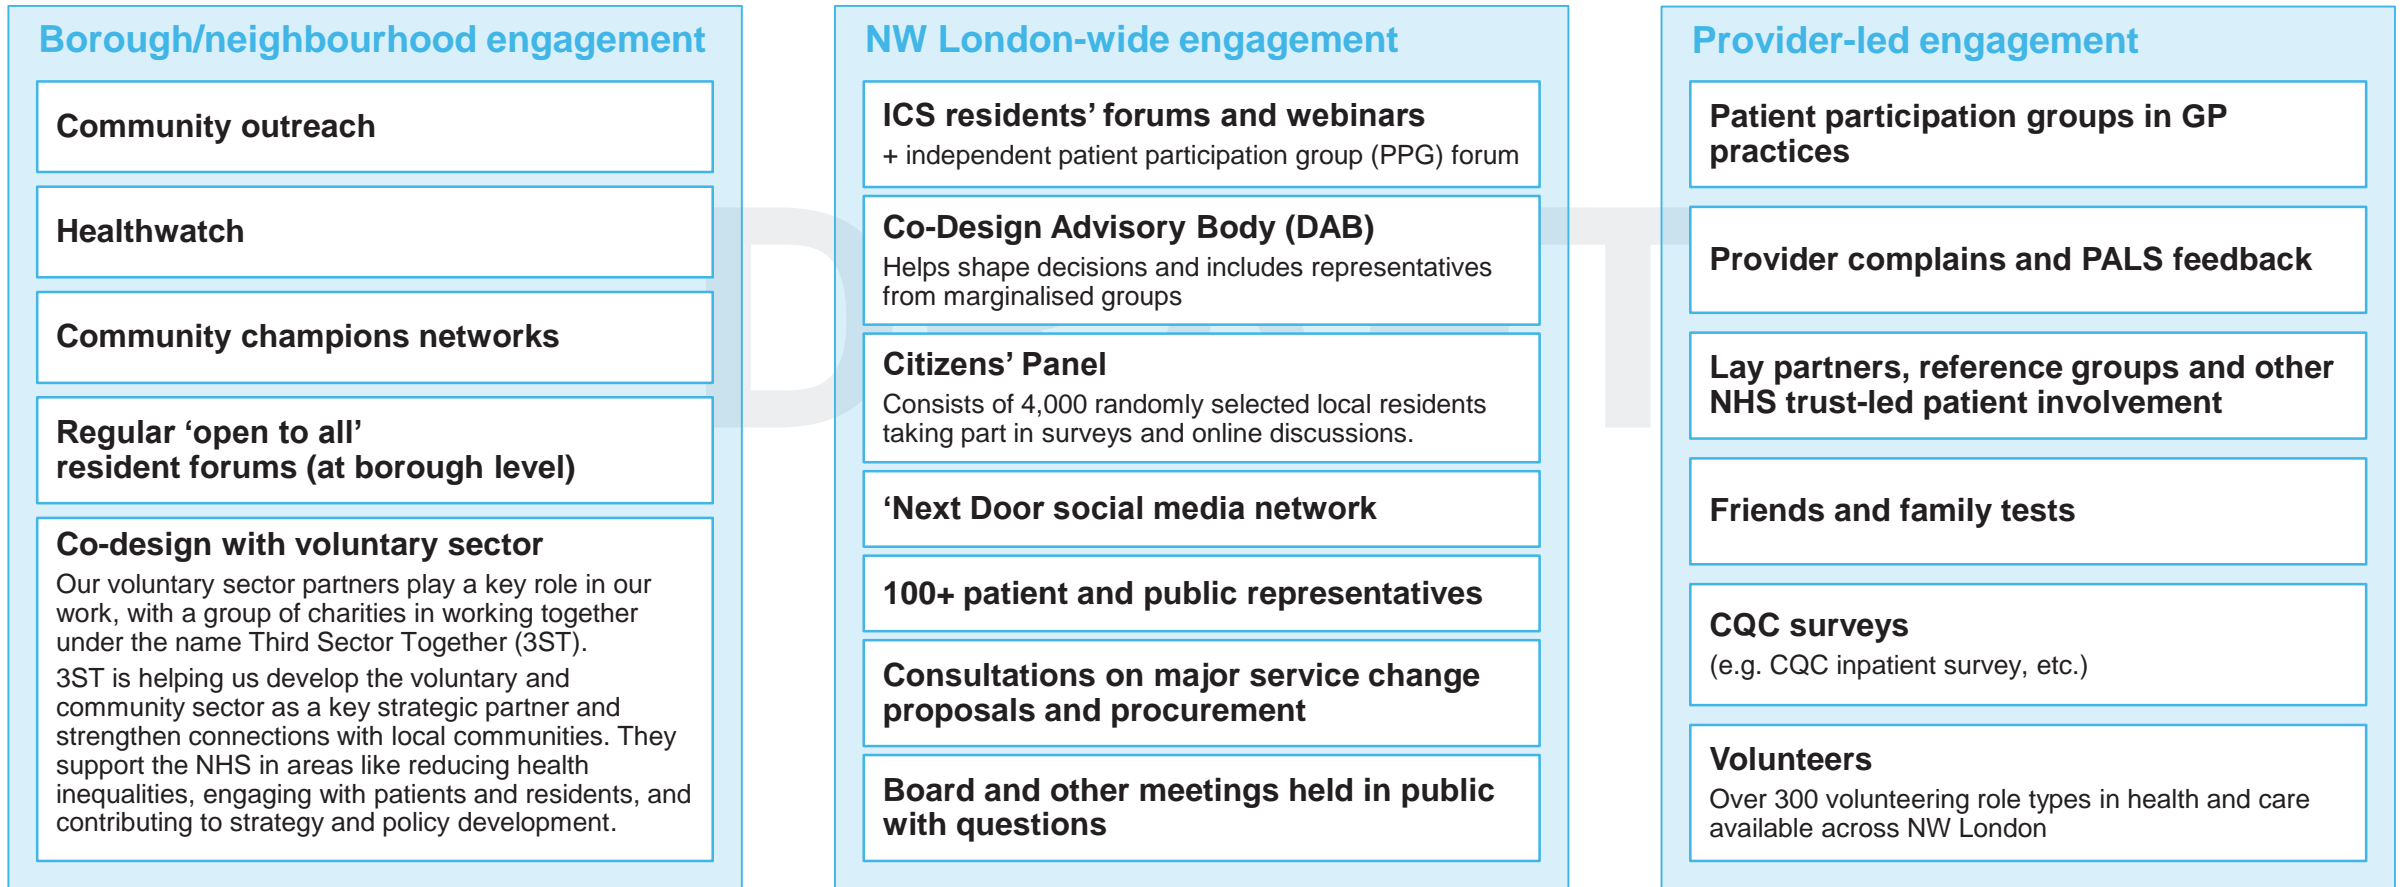 Borough/neighbourhood engagement
Community outreach
Healthwatch
Community champions networks
Regular ‘open to all’
resident forums (at borough level)
Co-design with voluntary sector
Our voluntary sector partners play a key role in our
work, with a group of charities in working together
under the name Third Sector Together (3ST).
3ST is helping us develop the voluntary and
community sector as a key strategic partner and
strengthen connections with local communities. They
support the NHS in areas like reducing health
inequalities, engaging with patients and residents, and
contributing to strategy and policy development.
NW London-wide engagement
ICS residents’ forums and webinars
+ independent patient participation group (PPG) forum
Co-Design Advisory Body (DAB)
Helps shape decisions and includes representatives
from marginalised groups
Citizens’ Panel
Consists of 4,000 randomly selected local residents
taking part in surveys and online discussions.
‘Next Door social media network
100+ patient and public representatives
Consultations on major service change
proposals and procurement
Board and other meetings held in public
with questions
Provider-led engagement
Patient participation groups in GP
practices
Provider complains and PALS feedback
Lay partners, reference groups and other
NHS trust-led patient involvement
Friends and family tests
CQC surveys
(e.g. CQC inpatient survey, etc.)
Volunteers
Over 300 volunteering role types in health and care
available across NW London